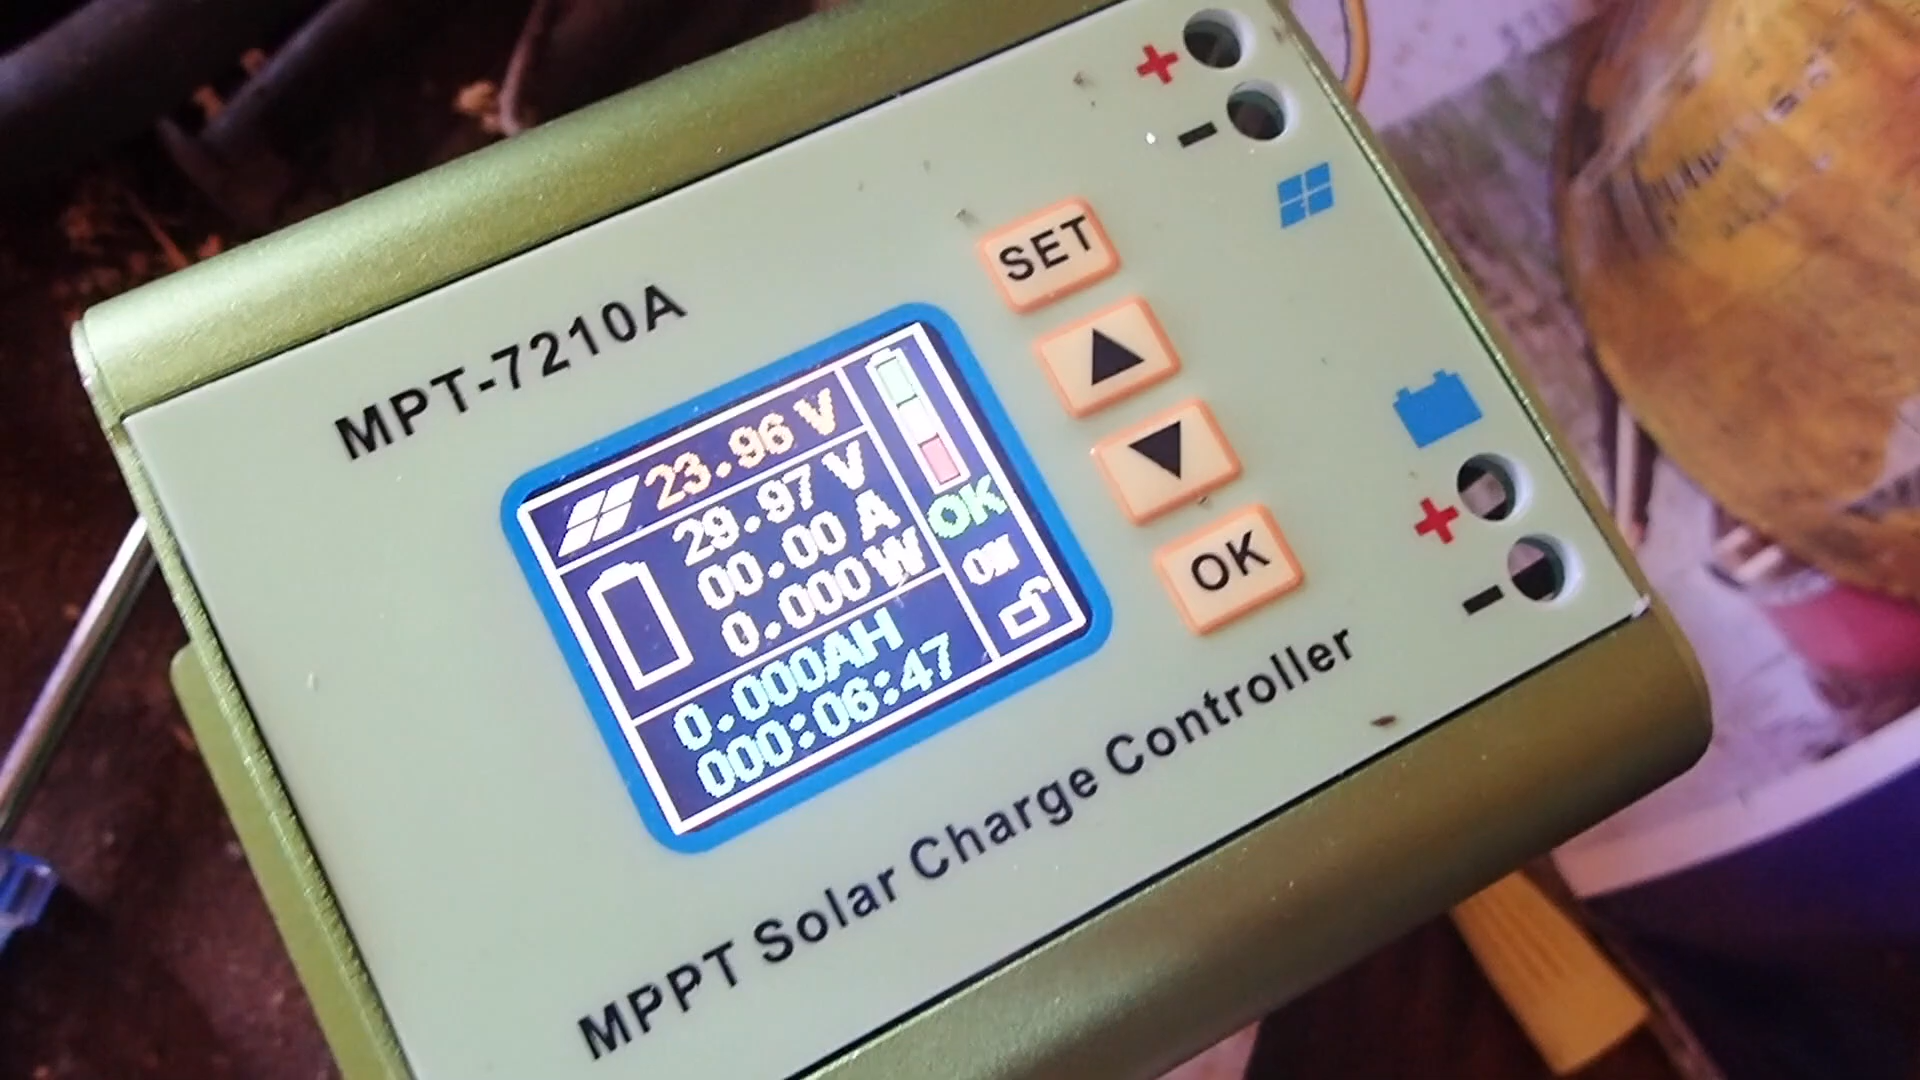 MPT-7210A
23.96 V
29.97 V
00.00 A
0.000W
0.000AH
000:06:47
OK
ON
SET
OK
+
-
+
-
MPPT Solar Charge Controller